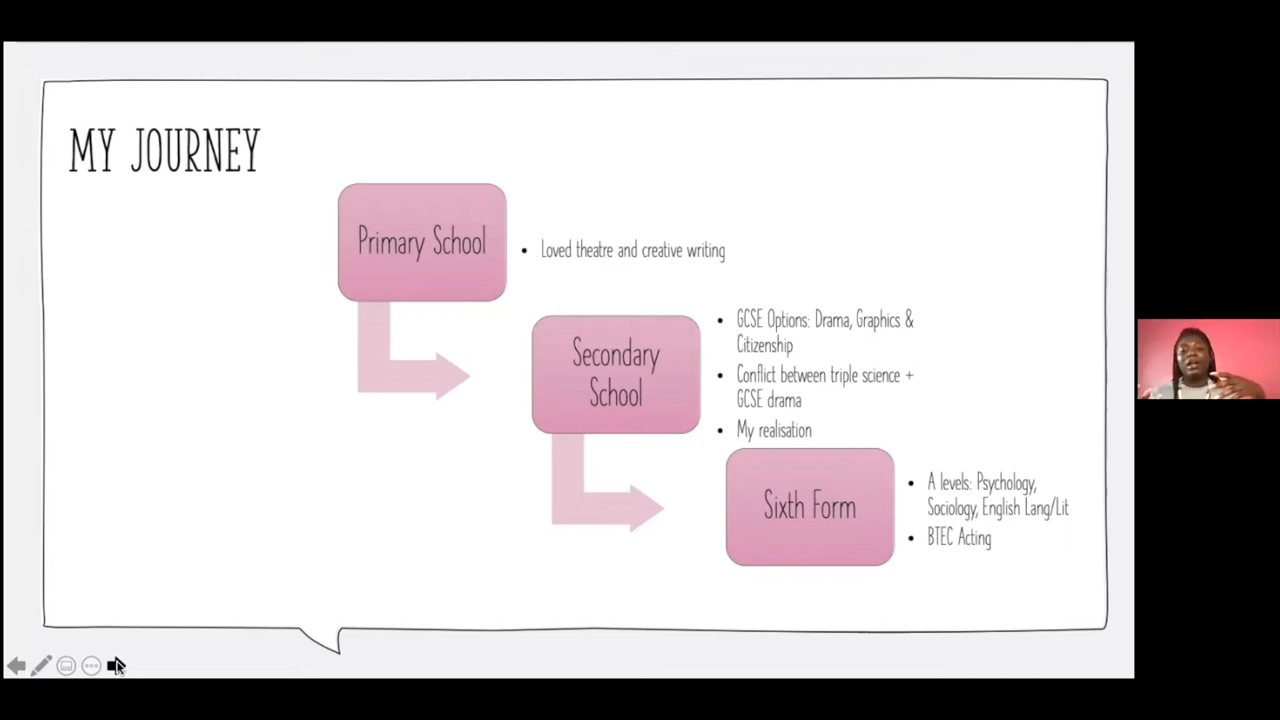 MY JOURNEY
Primary School
Loved theatre and creative writing
Secondary
School
GCSE Options: Drama, Graphics &
Citizenship
Conflict between triple science +
GCSE drama
My realisation
Sixth Form
A levels: Psychology,
Sociology, English Lang/Lit
BTEC Acting